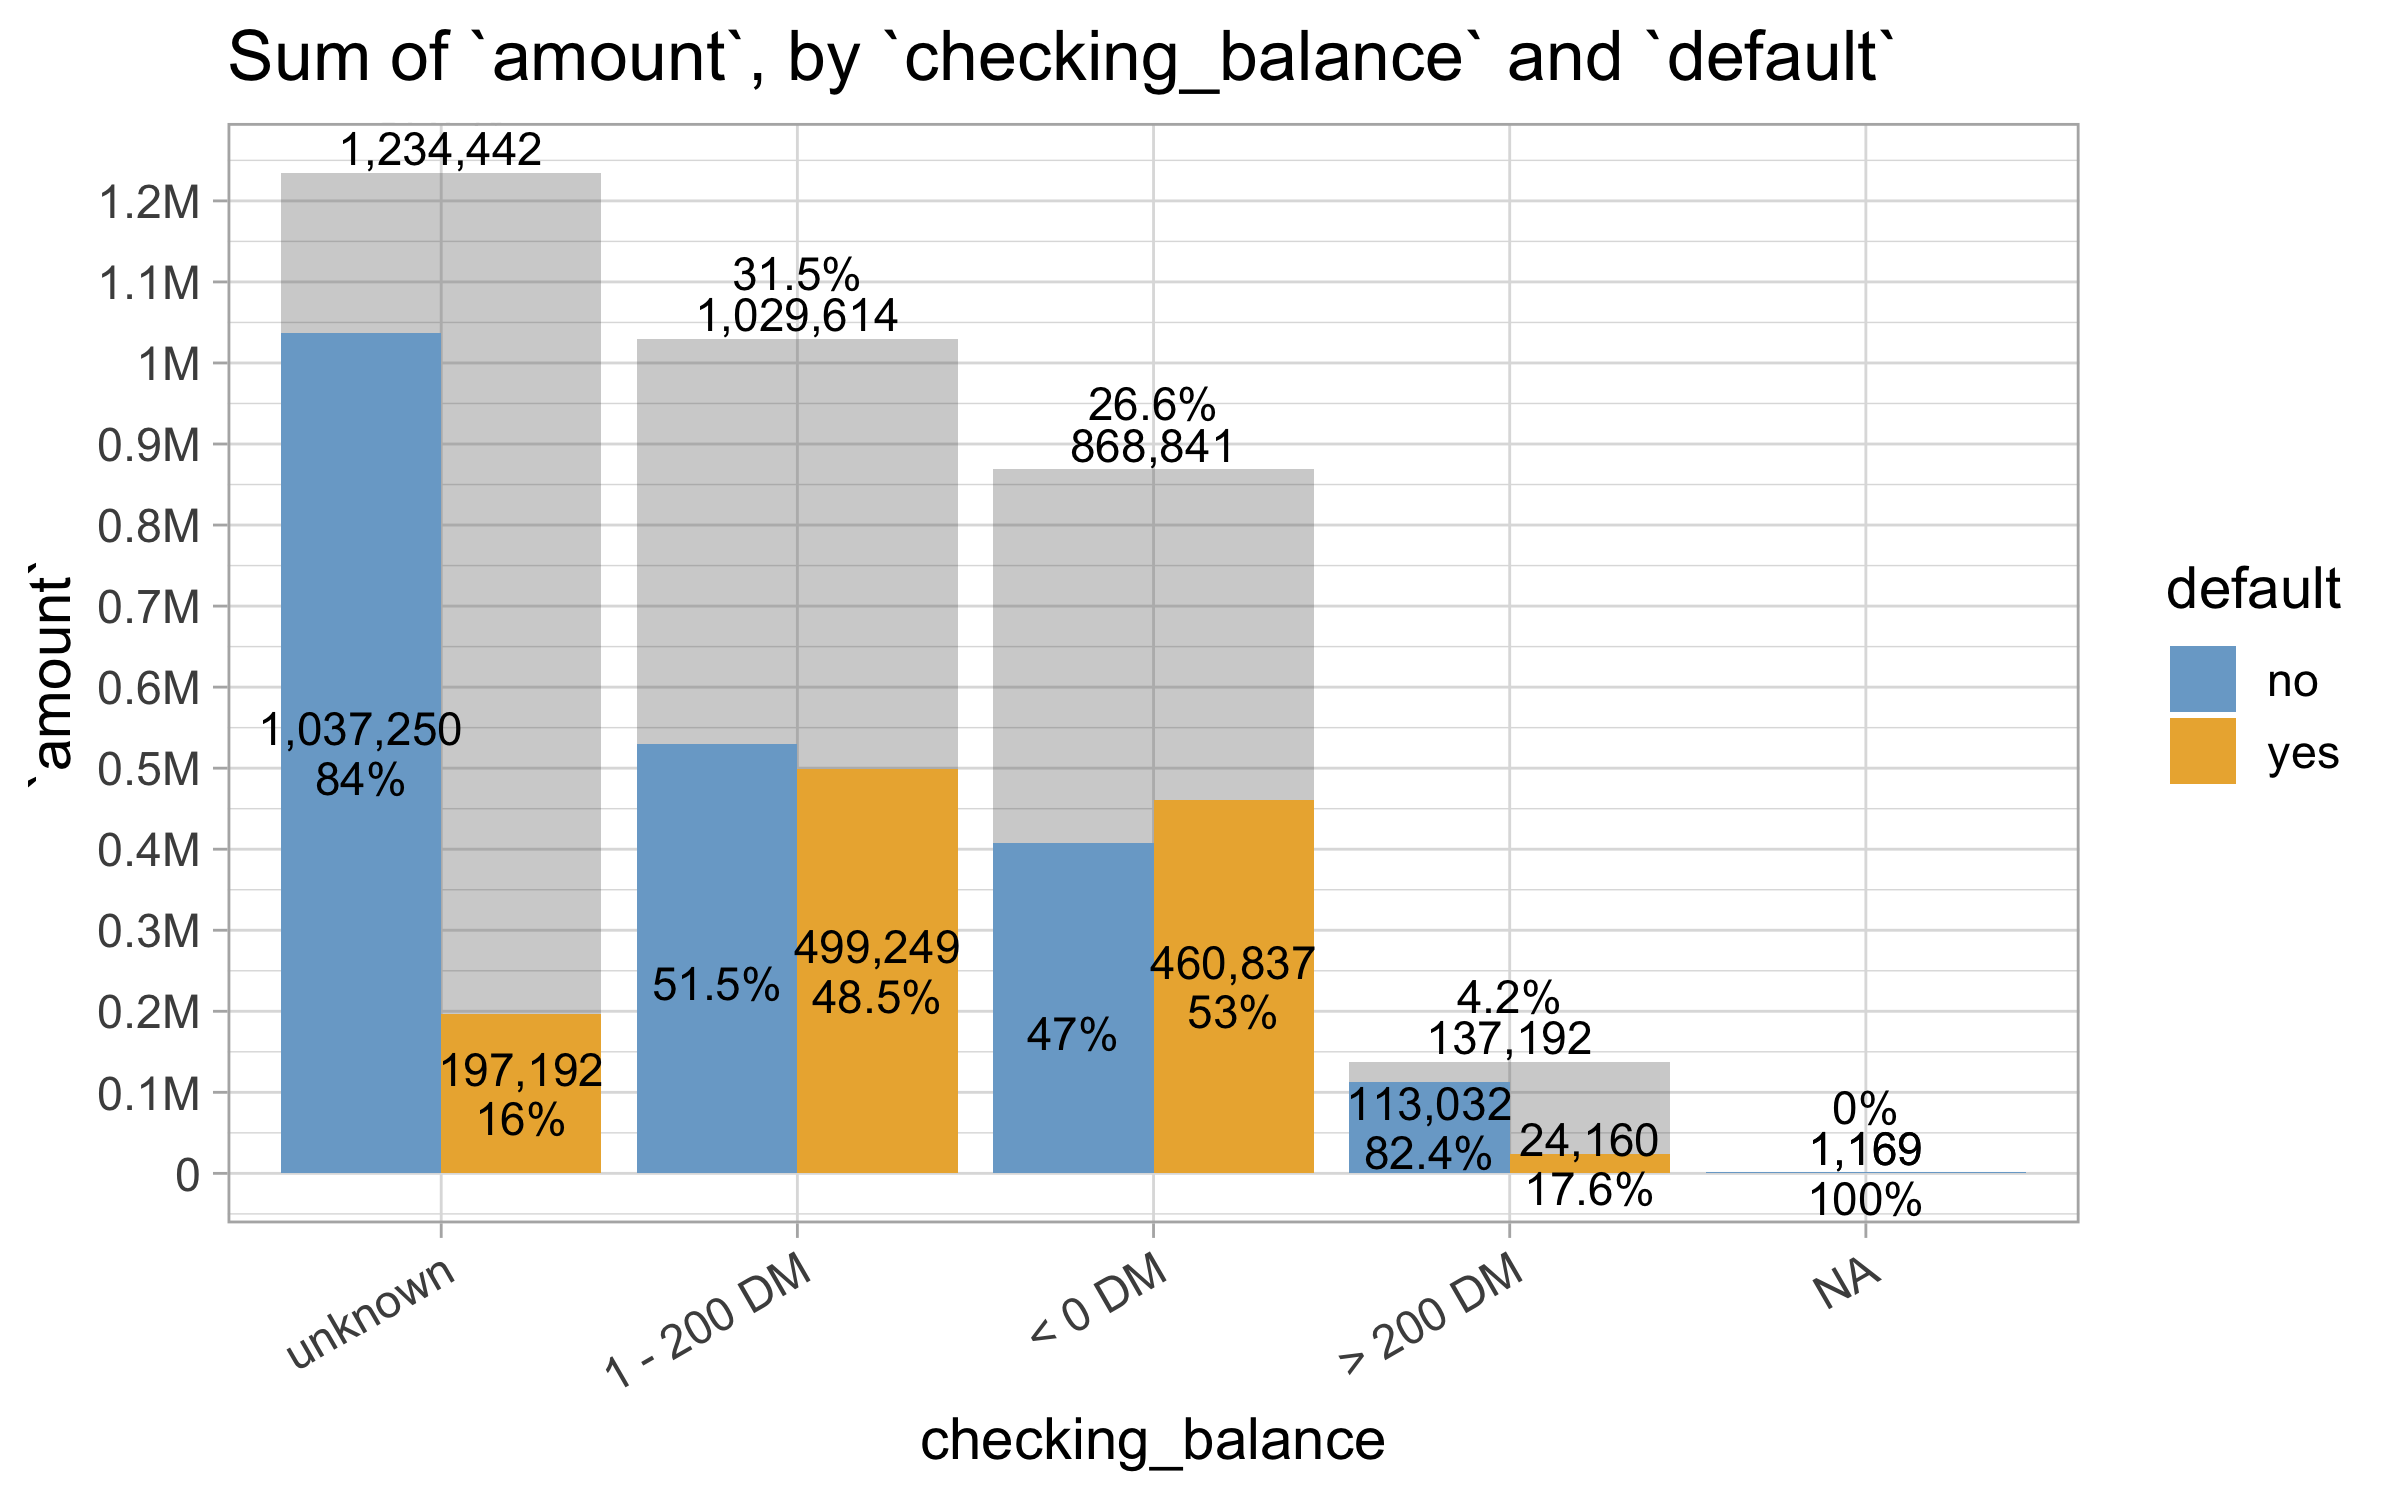 Sum of `amount`, by `checking_balance` and `default`
`amount`
1.2M
1.1M
1M
0.9M
0.8M
0.7M
0.6M
0.5M
0.4M
0.3M
0.2M
0.1M
0
1,234,442
1,037,250
84%
197,192
16%
31.5%
1,029,614
51.5%
499,249
48.5%
26.6%
868,841
47%
460,837
53%
4.2%
137,192
113,032
82.4%
24,160
17.6%
0%
1,169
100%
unknown
1 - 200 DM
< 0 DM
> 200 DM
NA
checking_balance
default
no
yes